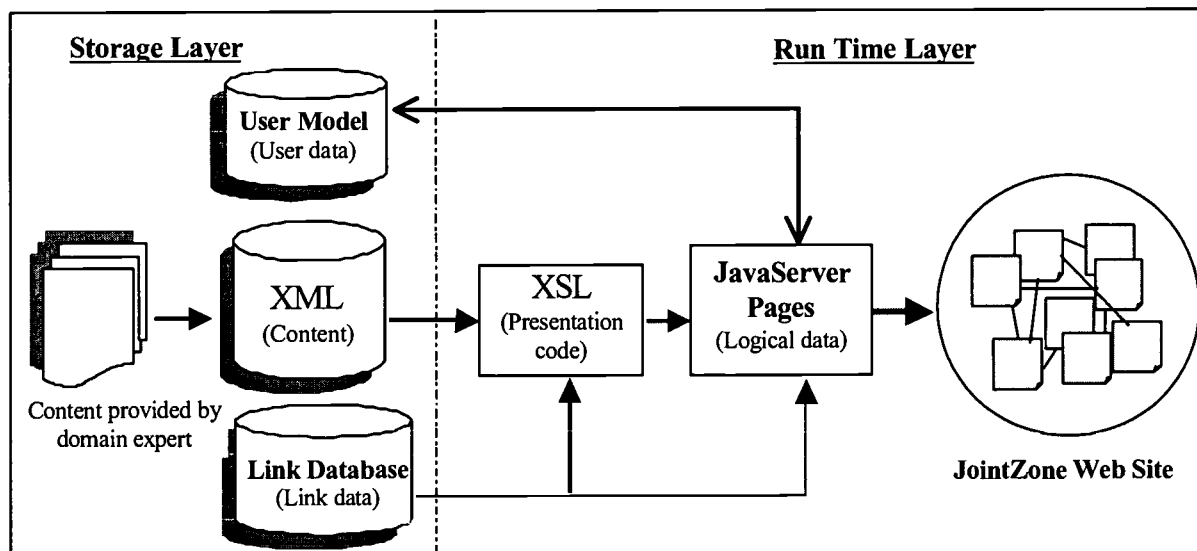 Storage Layer
Run Time Layer
User Model
(User data)
XML
(Content)
XSL
(Presentation
code)
JavaServer
Pages
(Logical data)
Content provided by
domain expert
Link Database
(Link data)
JointZone Web Site